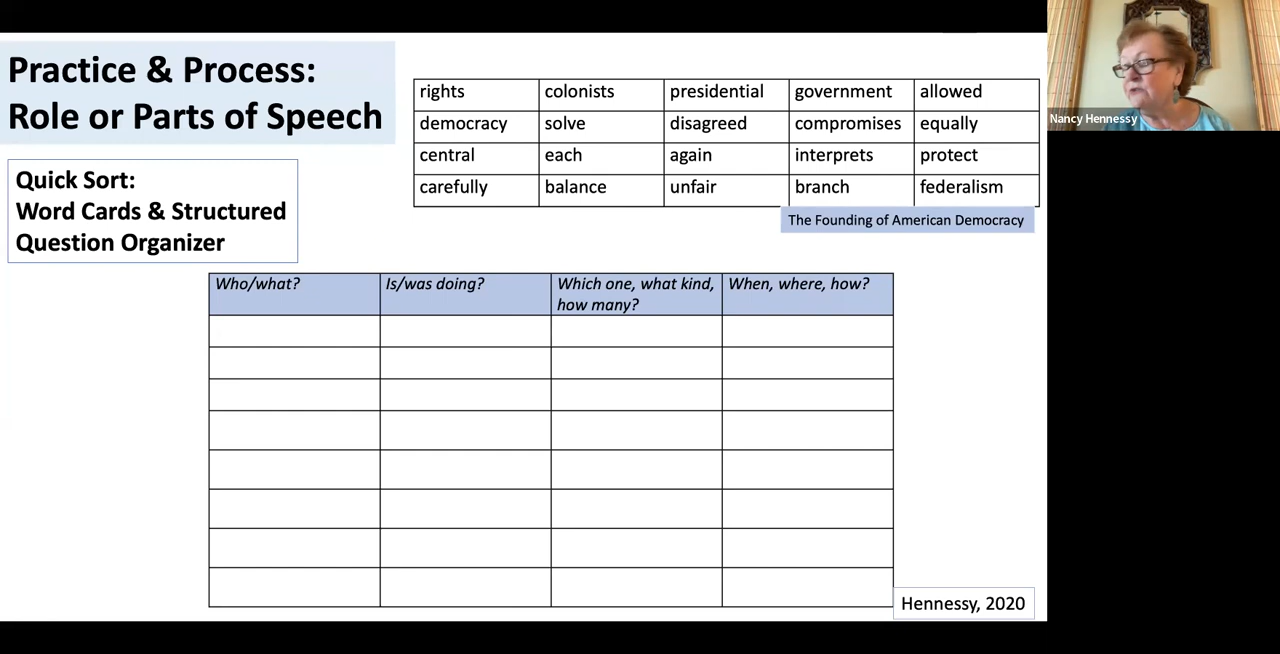 Practice & Process:
Role or Parts of Speech
Quick Sort:
Word Cards & Structured
Question Organizer
rights colonists presidential government allowed
democracy solve disagreed compromises equally
central each again interprets protect
carefully balance unfair branch federalism
The Founding of American Democracy
Who/what? Is/was doing? Which one, what kind, When, where, how?
how many?
Hennessy, 2020
Nancy Hennessy